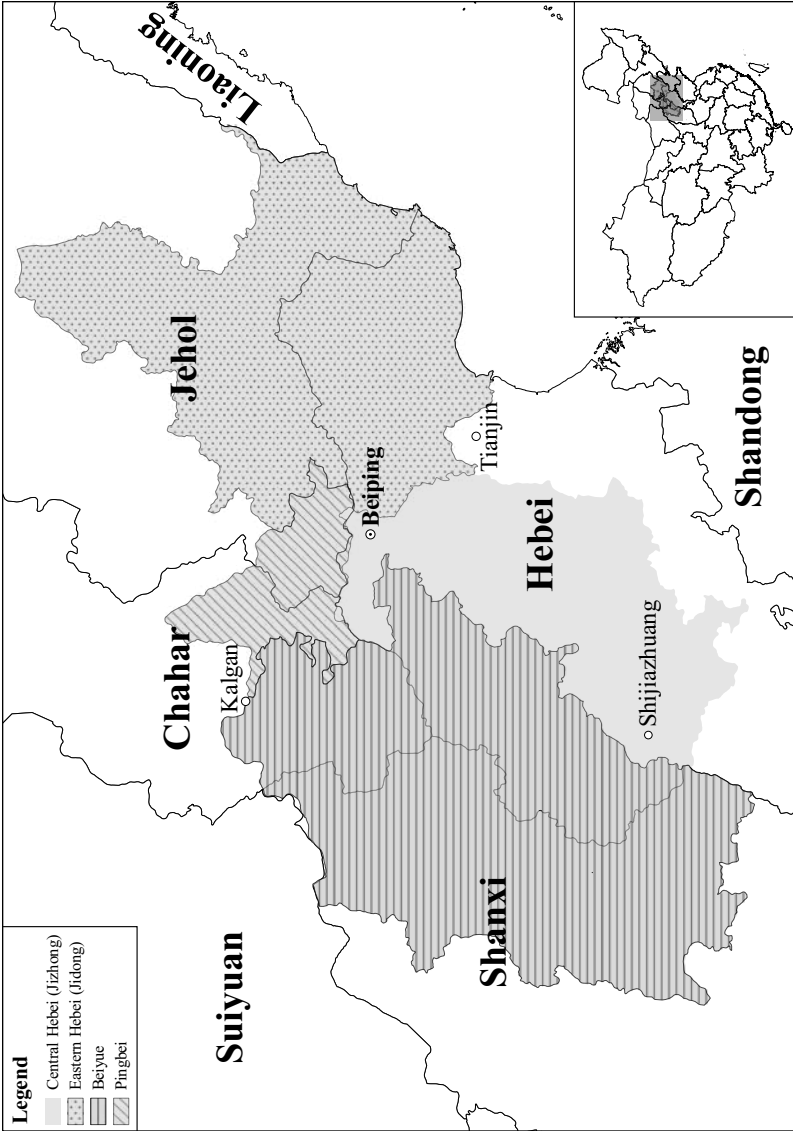 Legend
Central Hebei (Jizhong)
Eastern Hebei (Jidong)
Beiyue
Pingbei
Suiyuan
Chahar
Jehol
Liaoning
Kalgan
Beiping
Tianjin
Shanxi
Hebei
Shijiazhuang
Shandong